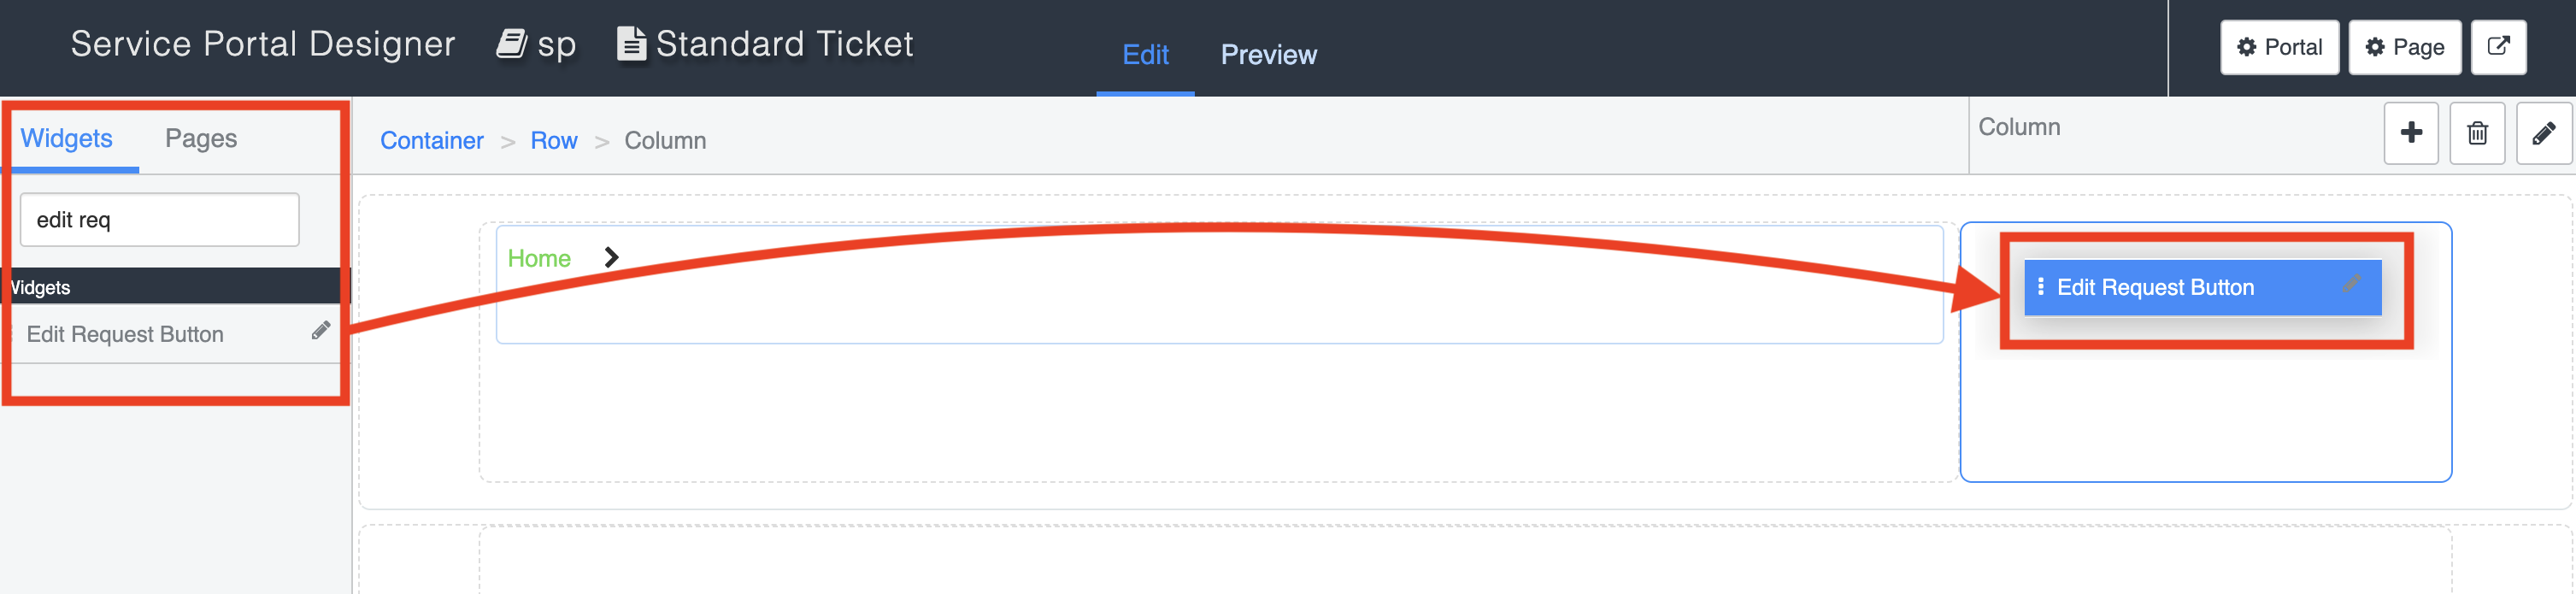 Service Portal Designer sp Standard Ticket Edit Preview Portal Page
Widgets Pages
Container > Row > Column
Column
edit req
Home
Widgets
Edit Request Button
Edit Request Button